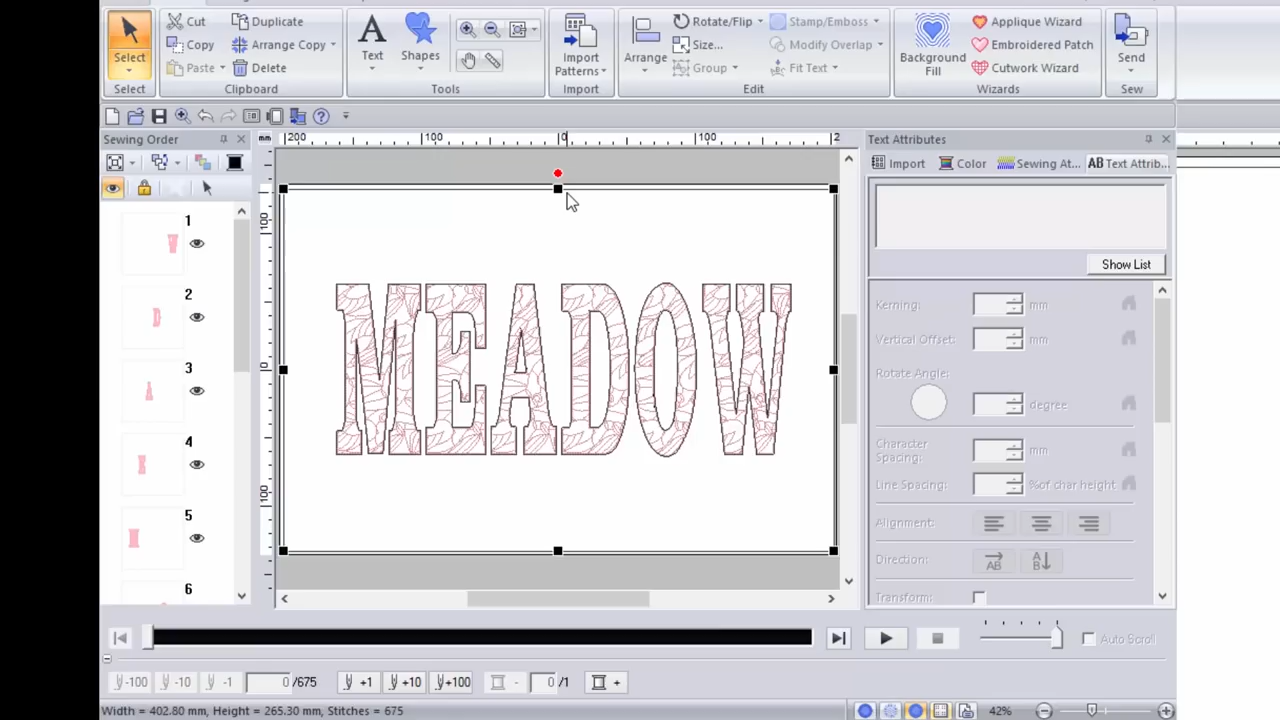 Cut Duplicate
Copy Arrange Copy
Paste Delete
Select
Select
Clipboard
Text Shapes
Tools
Import
Patterns
Import
Arrange
Rotate/Flip Stamp/Emboss
Size... Modify Overlap
Group Fit Text
Edit
Background
Fill
Applique Wizard
Embroidered Patch
Cutwork Wizard
Wizards
Send
Sew
Sewing Order
mm 200 100 0 100 2
Text Attributes
Import Color Sewing At... AB Text Attrib...
1
2
3
4
5
6
100
0
100
MEADOW
Show List
Kerning: mm
Vertical Offset: mm
Rotate Angle:
degree
Character
Spacing: mm
Line Spacing: %of char height
Alignment:
Direction: AB AB
Transform:
Auto Scroll
-100 -10 -1 0 /675 +1 +10 +100 - 0 /1 +
Width = 402.80 mm, Height = 265.30 mm, Stitches = 675
42%